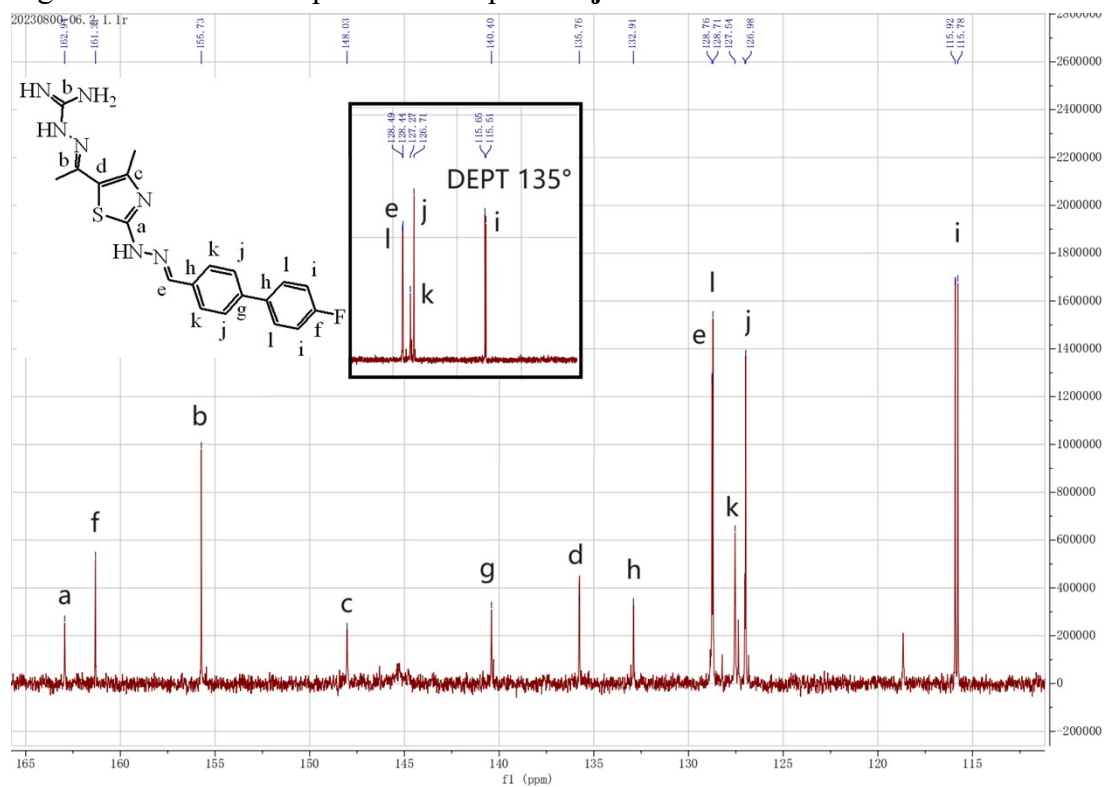 20230800-06.2.1.1r
162.94
161.32
155.73
148.03
140.40
135.76
132.91
128.76
128.71
127.54
126.98
115.92
115.78
2800000
2600000
2400000
2200000
2000000
1800000
1600000
1400000
1200000
1000000
800000
600000
400000
200000
0
-200000
HN
b
NH2
HN
N
b
d
c
S
N
a
HN
N
e
h
k
j
k
j
g
h
l
i
l
i
f
F
128.49
128.44
127.27
126.71
115.65
115.51
DEPT 135°
e
l
j
k
i
a
f
b
c
g
d
h
e
l
k
j
i
165
160
155
150
145
140
135
130
125
120
115
f1 (ppm)